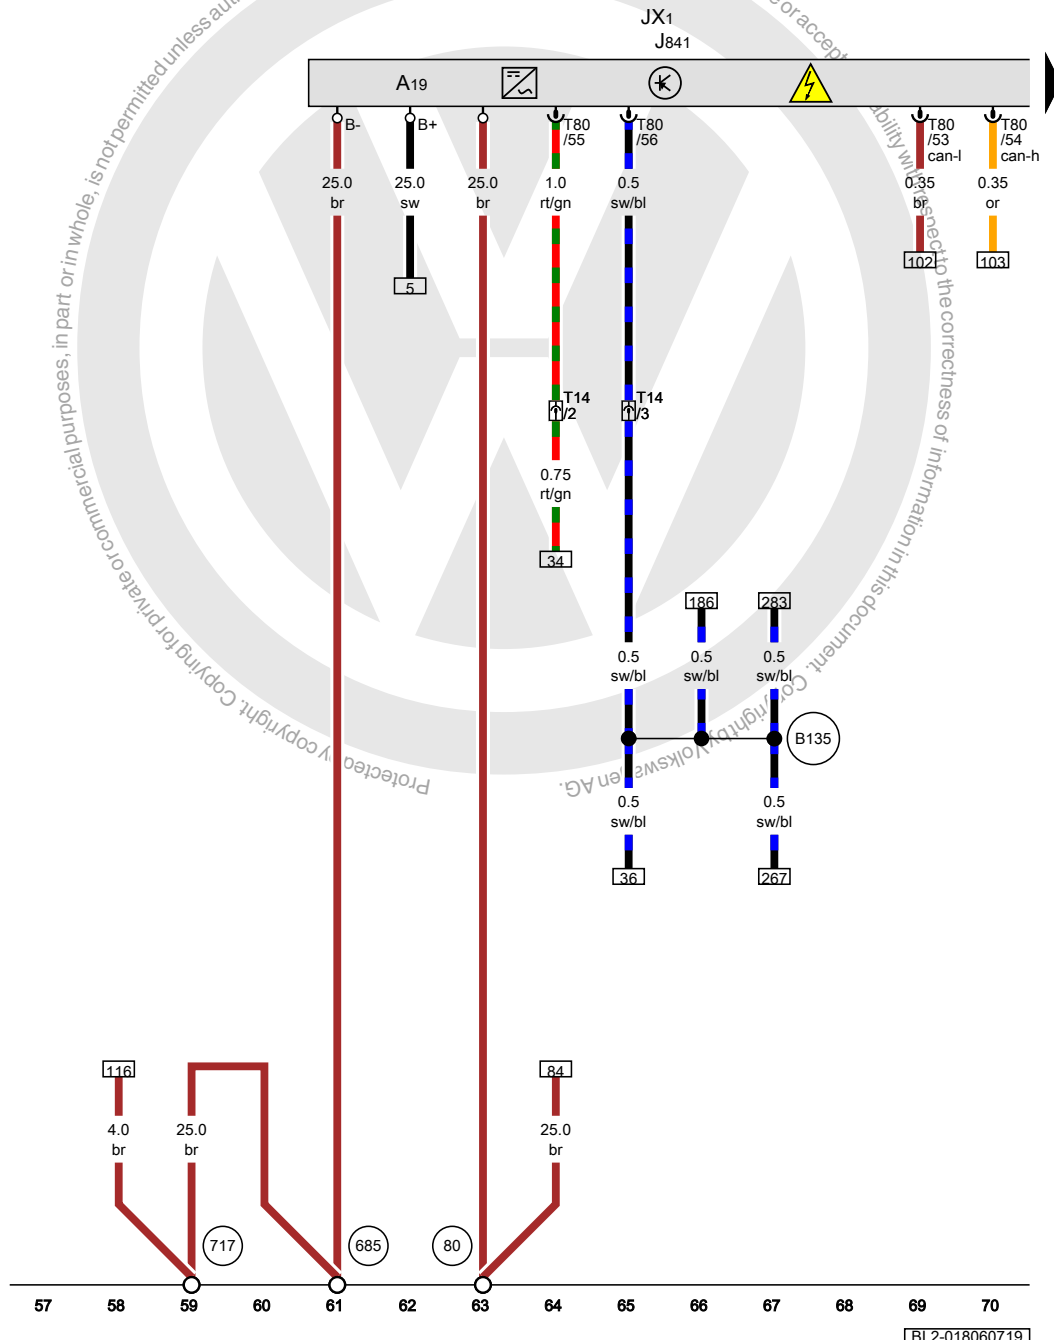 JX1
J841
A19
B-
B+
T80
/55
T80
/56
T80
/53
can-l
T80
/54
can-h
25.0
br
25.0
sw
25.0
br
1.0
rt/gn
0.5
sw/bl
0.35
br
0.35
or
5
102
103
T14
/2
T14
/3
0.75
rt/gn
34
186
283
0.5
sw/bl
0.5
sw/bl
0.5
sw/bl
B135
0.5
sw/bl
0.5
sw/bl
36
267
116
84
4.0
br
25.0
br
25.0
br
717
685
80
57 58 59 60 61 62 63 64 65 66 67 68 69 70
BL2-018060719
Protected by copyright. Copying for private or commercial purposes, in part or in whole, is not permitted unless
with respect to the correctness of information in this document. Copyright by Volkswagen AG.